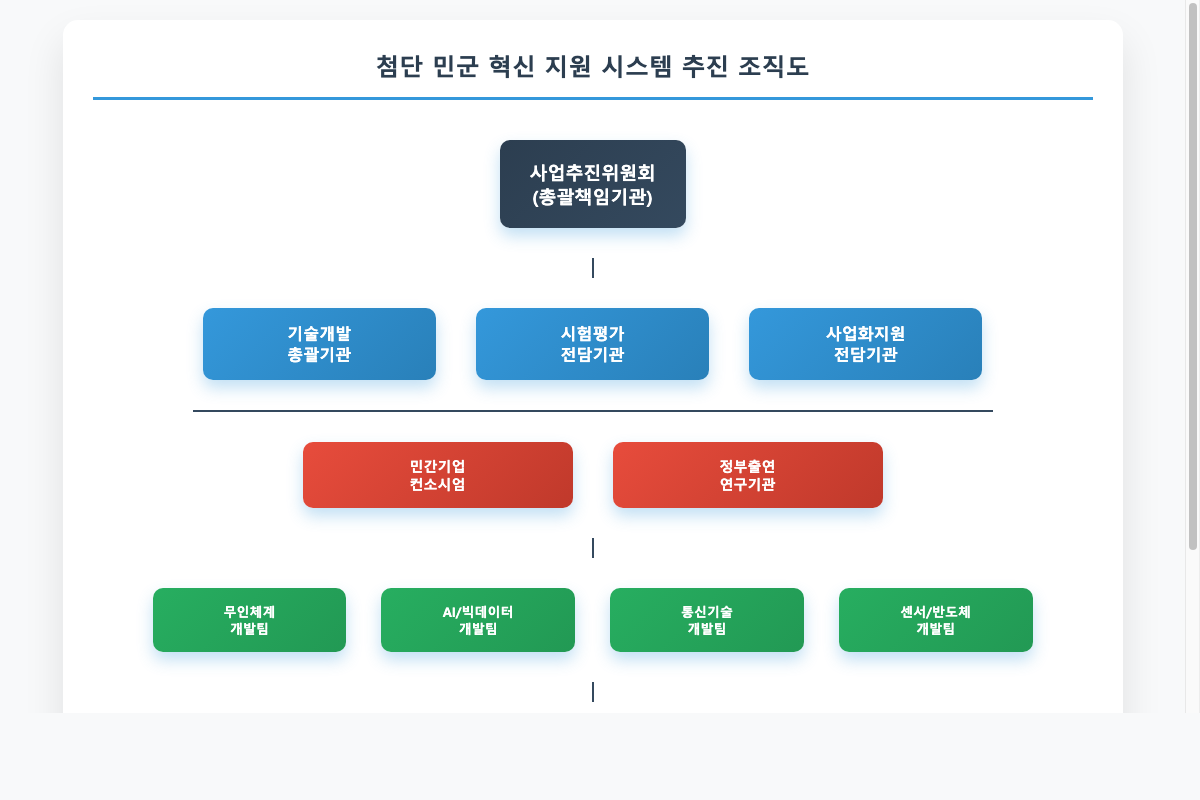 첨단 민군 혁신 지원 시스템 추진 조직도
사업추진위원회
(총괄책임기관)
기술개발
총괄기관
시험평가
전담기관
사업화지원
전담기관
민간기업
컨소시엄
정부출연
연구기관
무인체계
개발팀
AI/빅데이터
개발팀
통신기술
개발팀
센서/반도체
개발팀